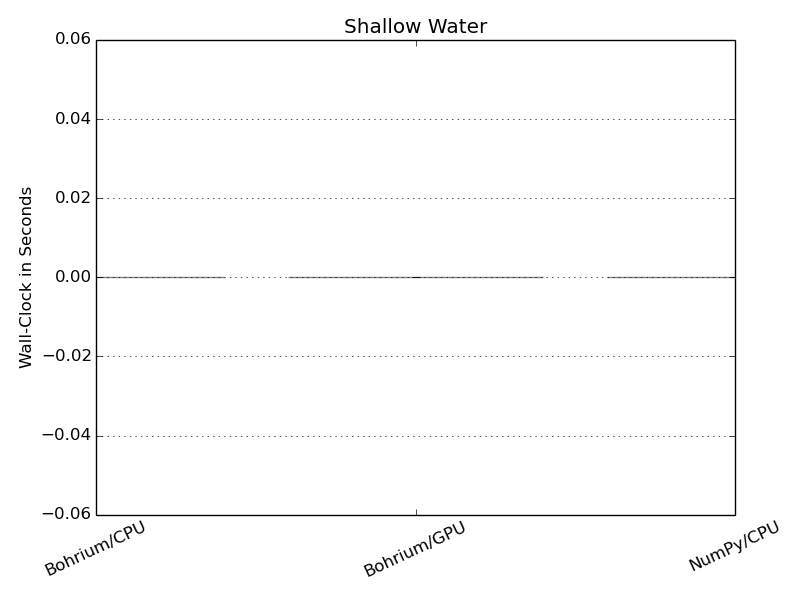 Shallow Water
Wall-Clock in Seconds
0.06
0.04
0.02
0.00
−0.02
−0.04
−0.06
Bohrium/CPU
Bohrium/GPU
NumPy/CPU